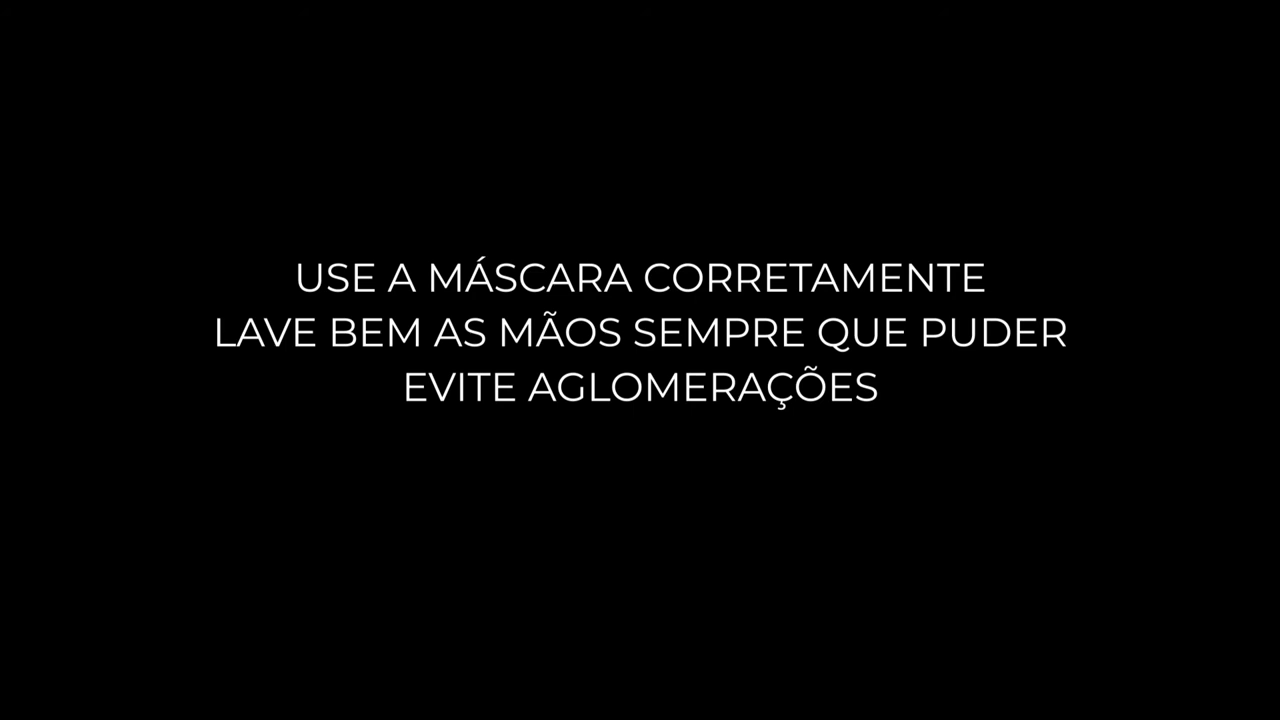 USE A MÁSCARA CORRETAMENTE
LAVE BEM AS MÃOS SEMPRE QUE PUDER
EVITE AGLOMERAÇÕES